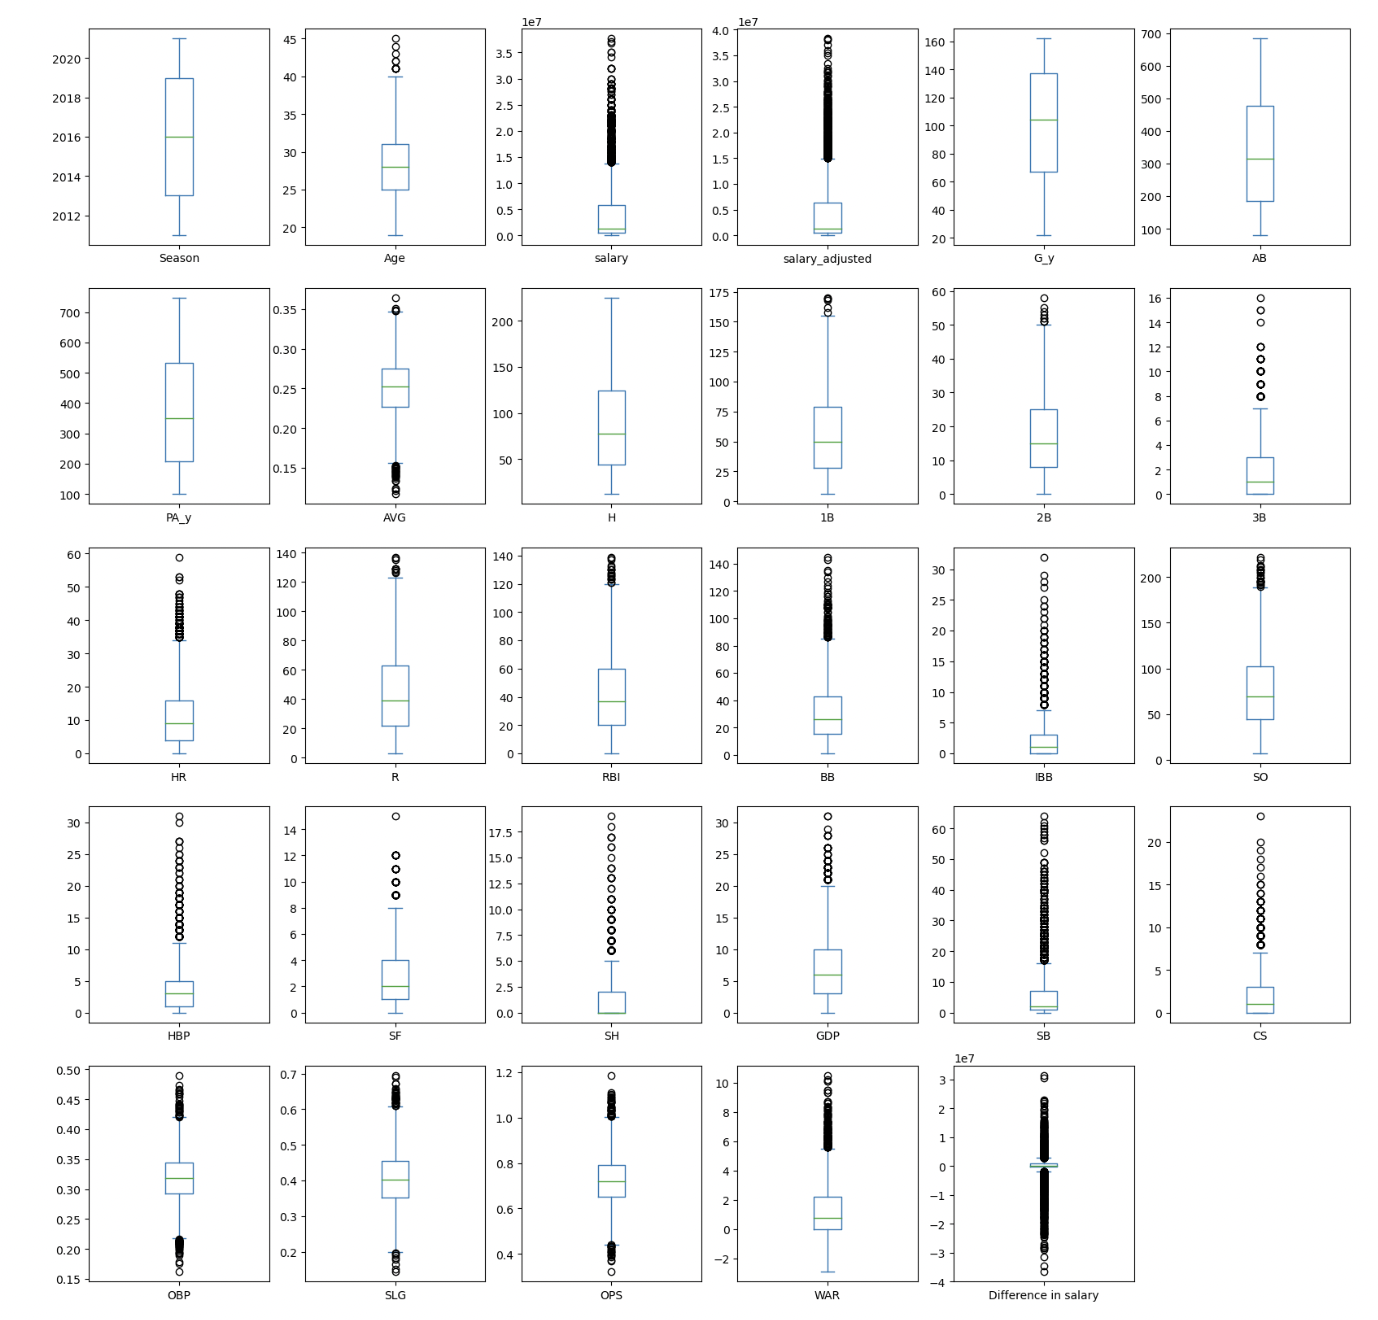 1e7 1e7
2020 2018 2016 2014 2012 Season
45 40 35 30 25 20 Age
3.5 3.0 2.5 2.0 1.5 1.0 0.5 0.0 salary
4.0 3.5 3.0 2.5 2.0 1.5 1.0 0.5 0.0 salary_adjusted
160 140 120 100 80 60 40 20 G_y
700 600 500 400 300 200 100 AB
700 600 500 400 300 200 100 PA_y
0.35 0.30 0.25 0.20 0.15 AVG
200 150 100 50 H
175 150 125 100 75 50 25 0 1B
60 50 40 30 20 10 0 2B
16 14 12 10 8 6 4 2 0 3B
60 50 40 30 20 10 0 HR
140 120 100 80 60 40 20 0 R
140 120 100 80 60 40 20 0 RBI
140 120 100 80 60 40 20 0 BB
30 25 20 15 10 5 0 IBB
200 150 100 50 0 SO
30 25 20 15 10 5 0 HBP
14 12 10 8 6 4 2 0 SF
17.5 15.0 12.5 10.0 7.5 5.0 2.5 0.0 SH
30 25 20 15 10 5 0 GDP
60 50 40 30 20 10 0 SB
20 15 10 5 0 CS
0.50 0.45 0.40 0.35 0.30 0.25 0.20 0.15 OBP
0.7 0.6 0.5 0.4 0.3 0.2 SLG
1.2 1.0 0.8 0.6 0.4 OPS
10 8 6 4 2 0 −2 WAR
1e7
3 2 1 0 −1 −2 −3 −4 Difference in salary